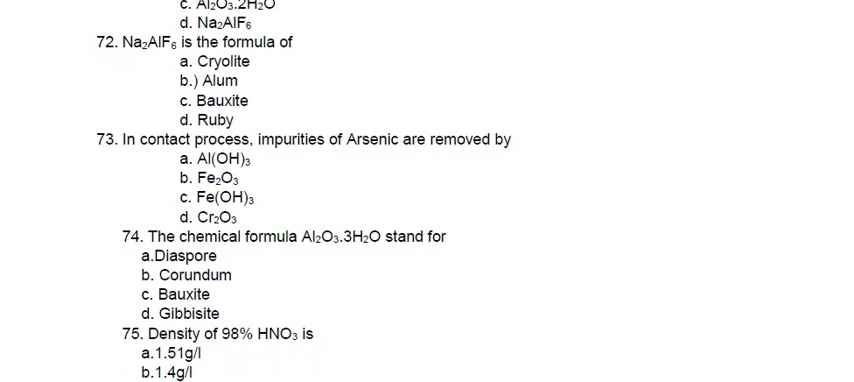 c. Al₂O₃.2H₂O
d. Na₂AlF₆
72. Na₂AlF₆ is the formula of
a. Cryolite
b.) Alum
c. Bauxite
d. Ruby
73. In contact process, impurities of Arsenic are removed by
a. Al(OH)₃
b. Fe₂O₃
c. Fe(OH)₃
d. Cr₂O₃
74. The chemical formula Al₂O₃.3H₂O stand for
a.Diaspore
b. Corundum
c. Bauxite
d. Gibbisite
75. Density of 98% HNO₃ is
a.1.51g/l
b.1.4g/l